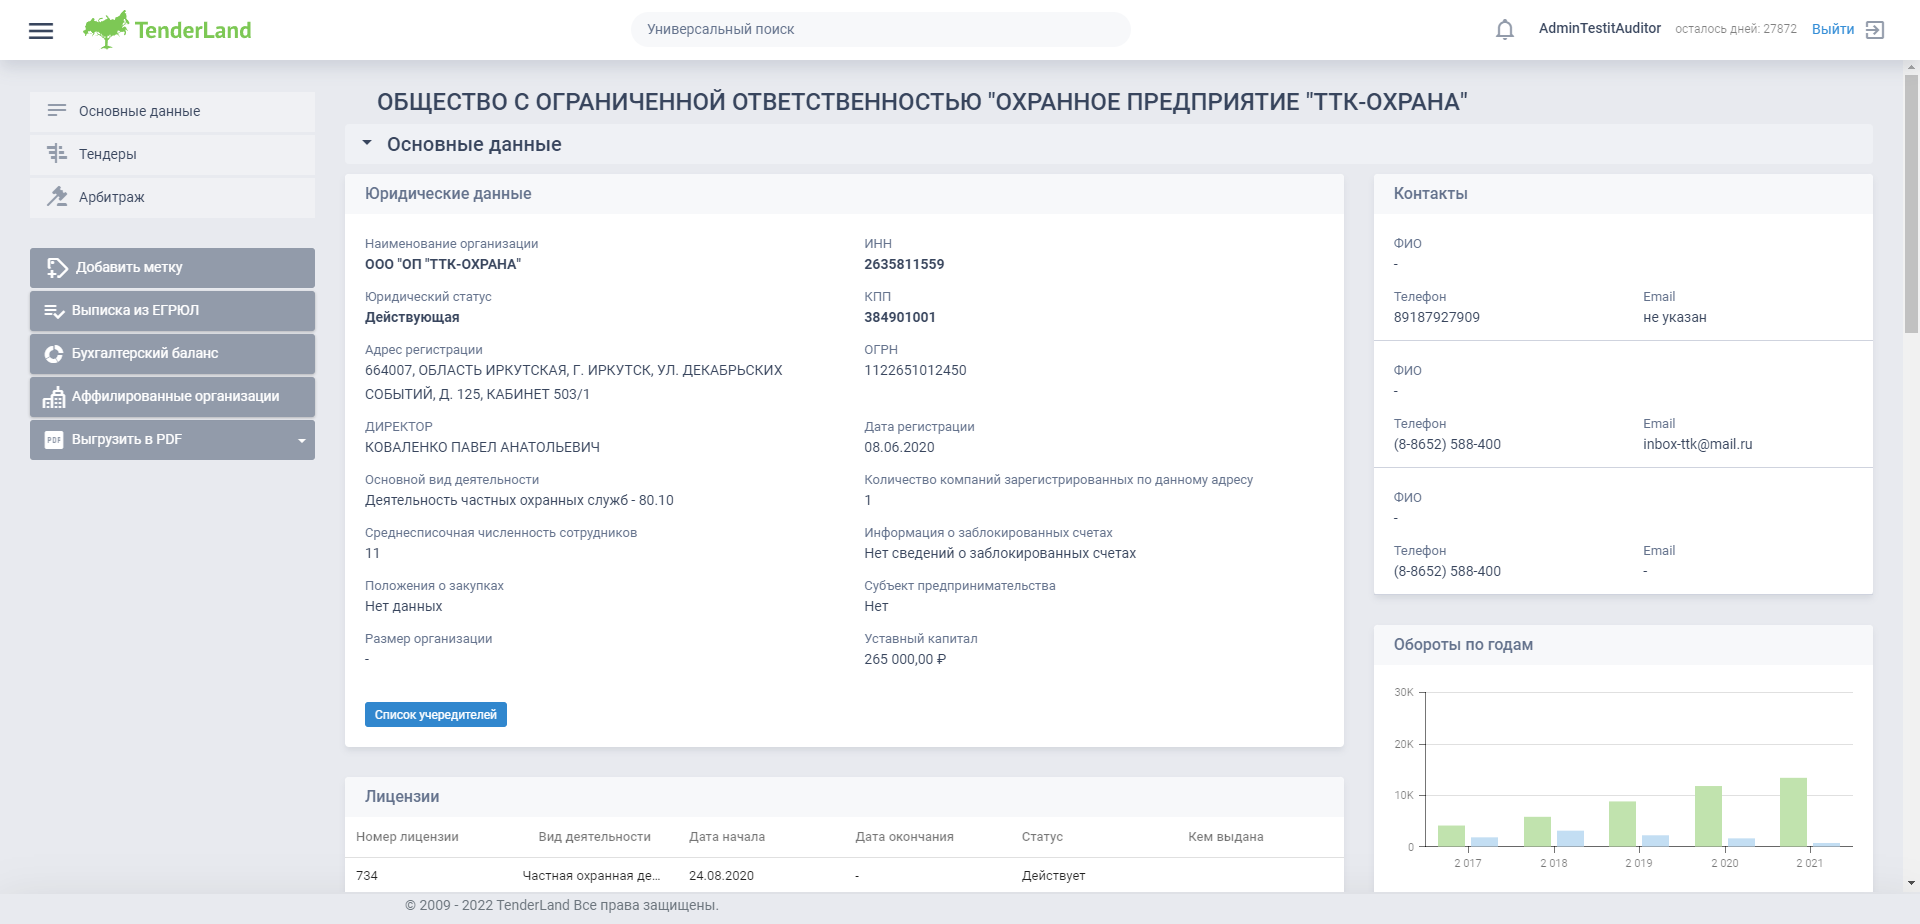 TenderLand
Универсальный поиск
AdminTestitAuditor
осталось дней: 27872
Выйти
Основные данные
Тендеры
Арбитраж
Добавить метку
Выписка из ЕГРЮЛ
Бухгалтерский баланс
Аффилированные организации
PDF
Выгрузить в PDF
ОБЩЕСТВО С ОГРАНИЧЕННОЙ ОТВЕТСТВЕННОСТЬЮ "ОХРАННОЕ ПРЕДПРИЯТИЕ "ТТК-ОХРАНА"
Основные данные
Юридические данные
Наименование организации
ООО "ОП "ТТК-ОХРАНА"
ИНН
2635811559
Юридический статус
Действующая
КПП
384901001
Адрес регистрации
664007, ОБЛАСТЬ ИРКУТСКАЯ, Г. ИРКУТСК, УЛ. ДЕКАБРЬСКИХ
СОБЫТИЙ, Д. 125, КАБИНЕТ 503/1
ОГРН
1122651012450
ДИРЕКТОР
КОВАЛЕНКО ПАВЕЛ АНАТОЛЬЕВИЧ
Дата регистрации
08.06.2020
Основной вид деятельности
Деятельность частных охранных служб - 80.10
Количество компаний зарегистрированных по данному адресу
1
Среднесписочная численность сотрудников
11
Информация о заблокированных счетах
Нет сведений о заблокированных счетах
Положения о закупках
Нет данных
Субъект предпринимательства
Нет
Размер организации
-
Уставный капитал
265 000,00 ₽
Список учередителей
Контакты
ФИО
-
Телефон
89187927909
Email
не указан
ФИО
-
Телефон
(8-8652) 588-400
Email
inbox-ttk@mail.ru
ФИО
-
Телефон
(8-8652) 588-400
Email
-
Обороты по годам
30K
20K
10K
0
2 017 2 018 2 019 2 020 2 021
Лицензии
Номер лицензии Вид деятельности Дата начала Дата окончания Статус Кем выдана
734 Частная охранная де... 24.08.2020 - Действует
© 2009 - 2022 TenderLand Все права защищены.